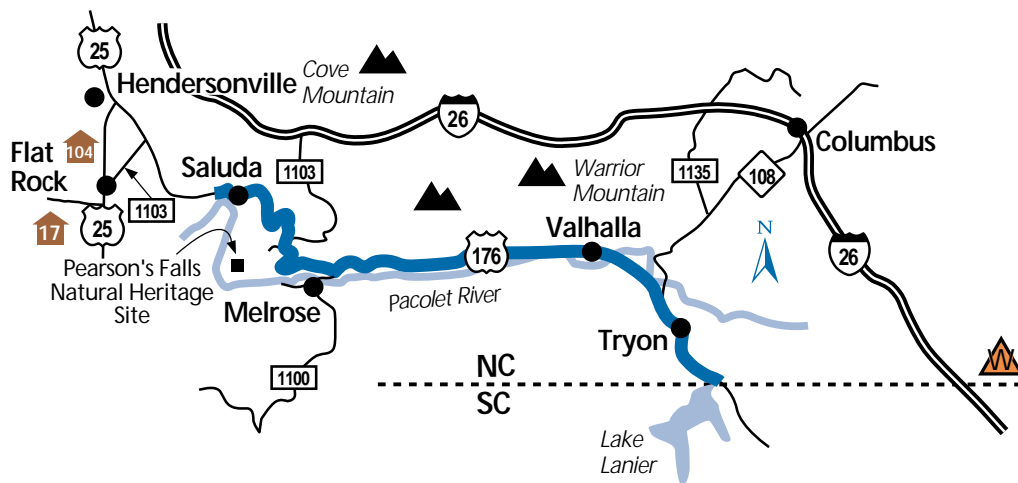 25
Hendersonville
Cove
Mountain
26
Columbus
104
Flat
Rock
Saluda
1103
1103
Warrior
Mountain
1135
108
17
25
176
Valhalla
N
26
Pearson's Falls
Natural Heritage
Site
Melrose
Pacolet River
Tryon
W
1100
NC
SC
Lake
Lanier